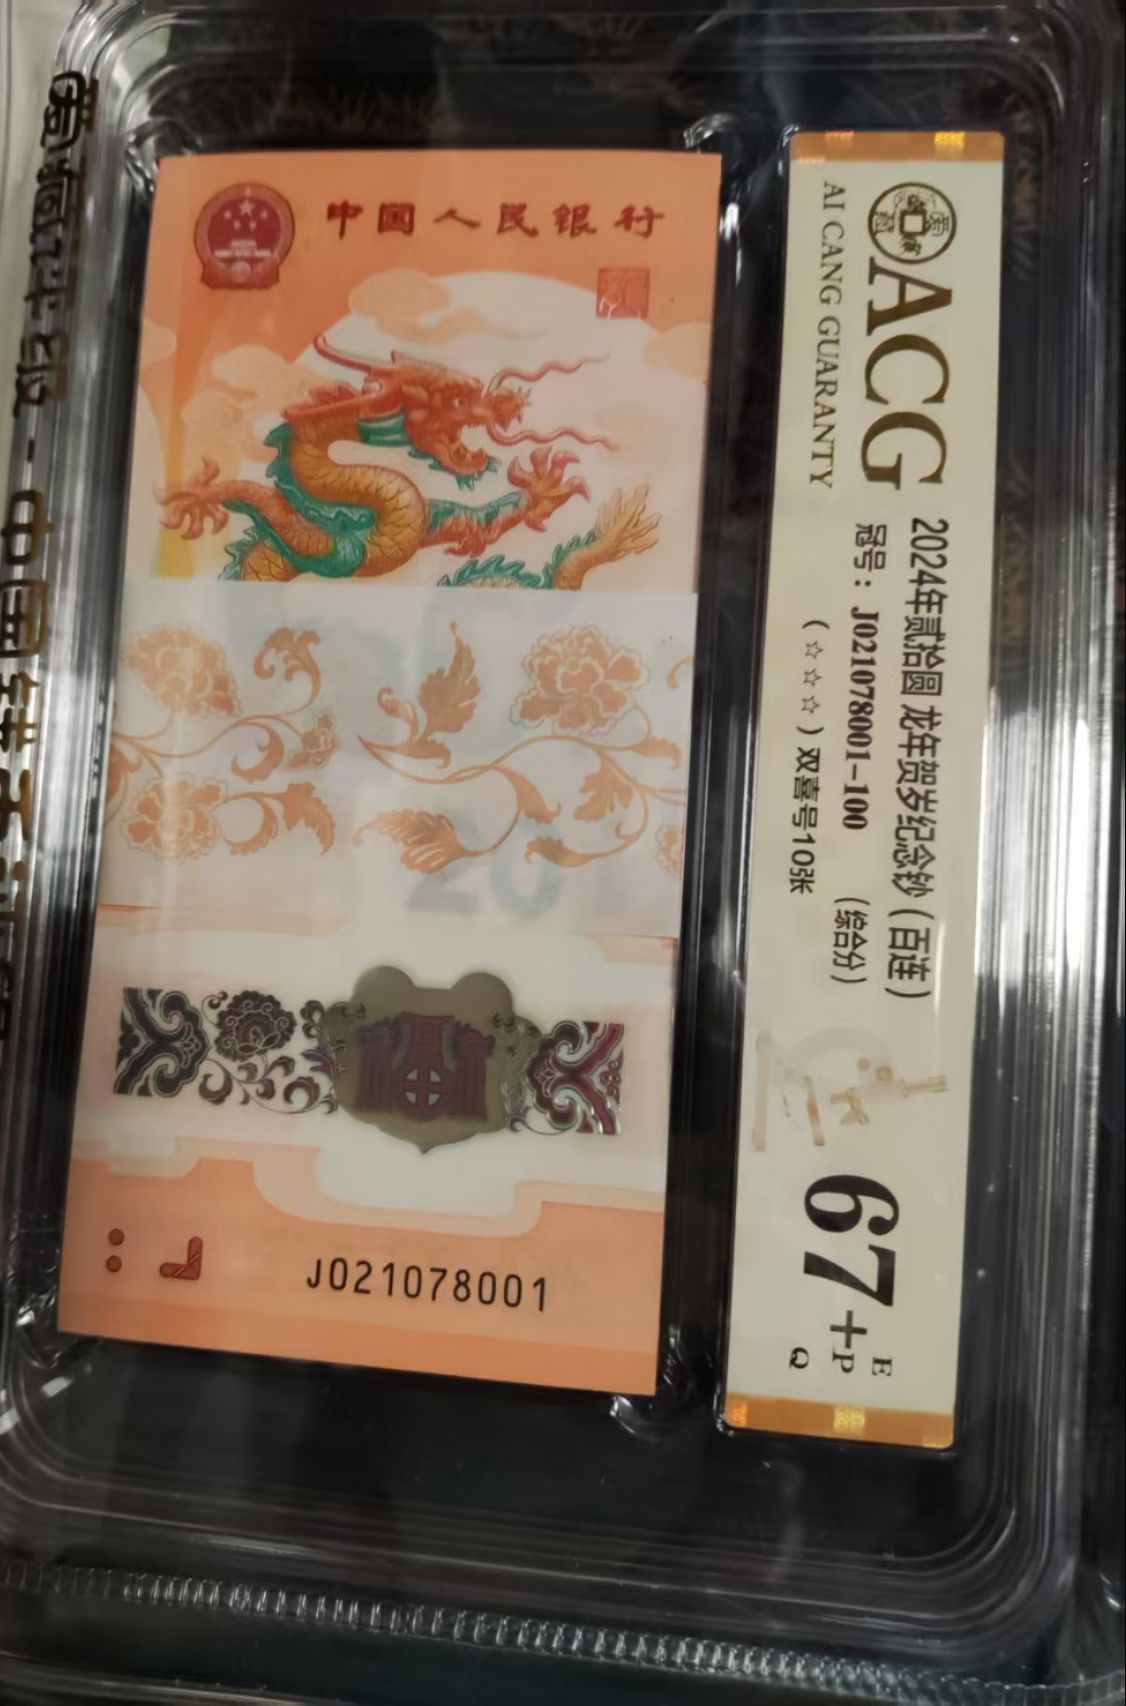 中国人民银行
J021078001
ACG
AI CANG GUARANTY
2024年贰拾圆 龙年贺岁纪念钞（百连）
冠号：J021078001-100 （综合分）
（☆☆☆）双喜号10张
67+
E
P
Q
20